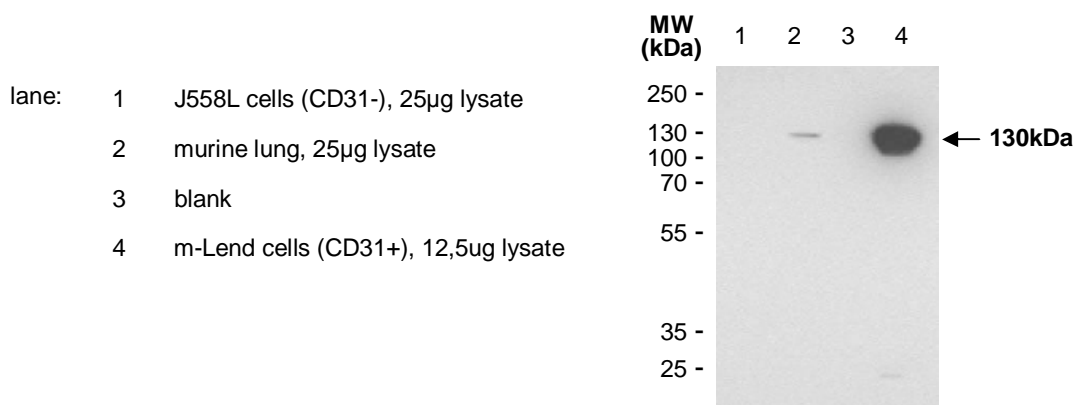 MW
(kDa)
1 2 3 4
lane: 1 J558L cells (CD31-), 25µg lysate
2 murine lung, 25µg lysate
3 blank
4 m-Lend cells (CD31+), 12,5ug lysate
250 -
130 -
100 -
70 -
55 -
35 -
25 -
130kDa